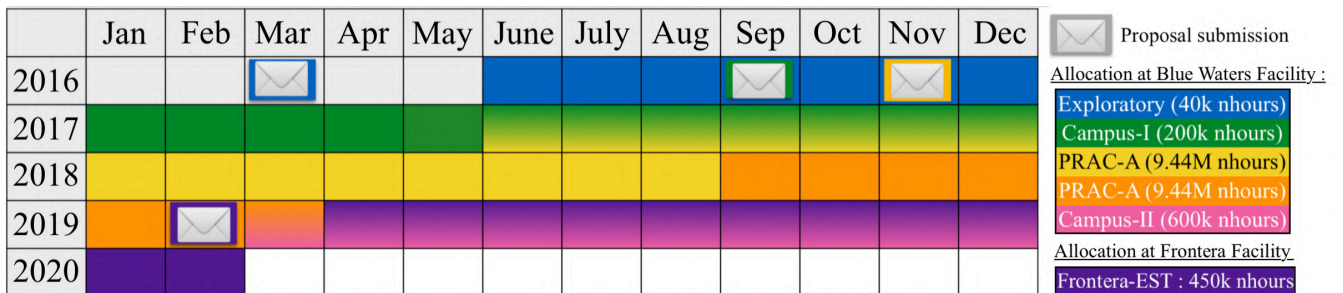 Jan Feb Mar Apr May June July Aug Sep Oct Nov Dec
2016
2017
2018
2019
2020
Proposal submission
Allocation at Blue Waters Facility :
Exploratory (40k nhours)
Campus-I (200k nhours)
PRAC-A (9.44M nhours)
PRAC-A (9.44M nhours)
Campus-II (600k nhours)
Allocation at Frontera Facility
Frontera-EST : 450k nhours